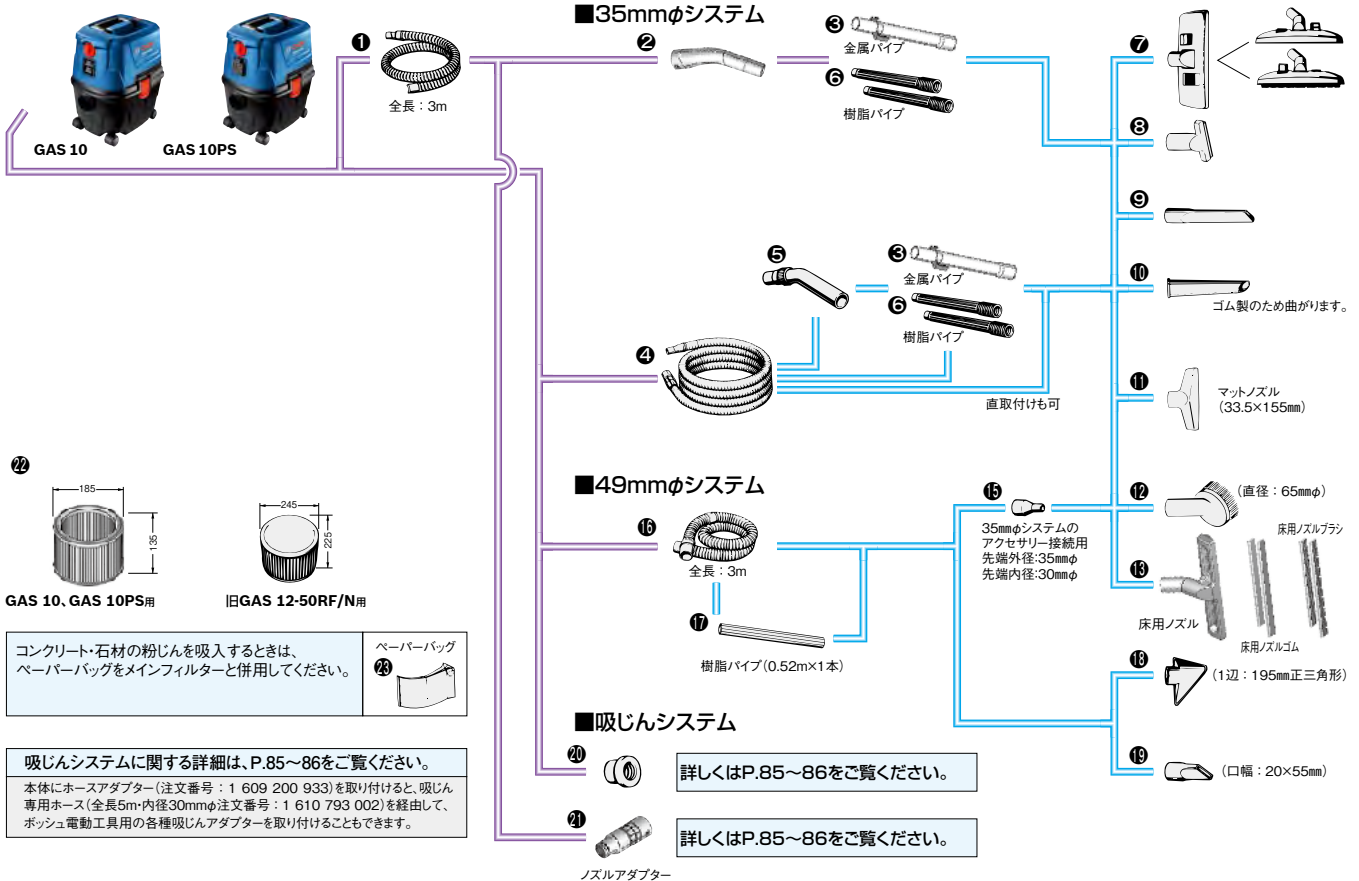 ■35mmφシステム
GAS 10
GAS 10PS
❶
全長：3m
❷
❸
金属パイプ
❻
樹脂パイプ
❼
❽
❾
❿
ゴム製のため曲がります。
❺
❸
金属パイプ
❻
樹脂パイプ
❹
直取付けも可
⓫
マットノズル
(33.5×155mm)
■49mmφシステム
⓰
全長：3m
⓱
樹脂パイプ(0.52m×1本)
⓯
35mmφシステムの
アクセサリー接続用
先端外径:35mmφ
先端内径:30mmφ
⓬
(直径：65mmφ)
床用ノズルブラシ
⓭
床用ノズル
床用ノズルゴム
⓲
(1辺：195mm正三角形)
⓳
(口幅：20×55mm)
㉒
185
135
GAS 10、GAS 10PS用
245
225
旧GAS 12-50RF/N用
コンクリート・石材の粉じんを吸入するときは、
ペーパーバッグをメインフィルターと併用してください。
ペーパーバッグ
㉓
吸じんシステムに関する詳細は、P.85～86をご覧ください。
本体にホースアダプター(注文番号：1 609 200 933)を取り付けると、吸じん
専用ホース(全長5m・内径30mmφ注文番号：1 610 793 002)を経由して、
ボッシュ電動工具用の各種吸じんアダプターを取り付けることもできます。
■吸じんシステム
⓴
詳しくはP.85～86をご覧ください。
㉑
詳しくはP.85～86をご覧ください。
ノズルアダプター